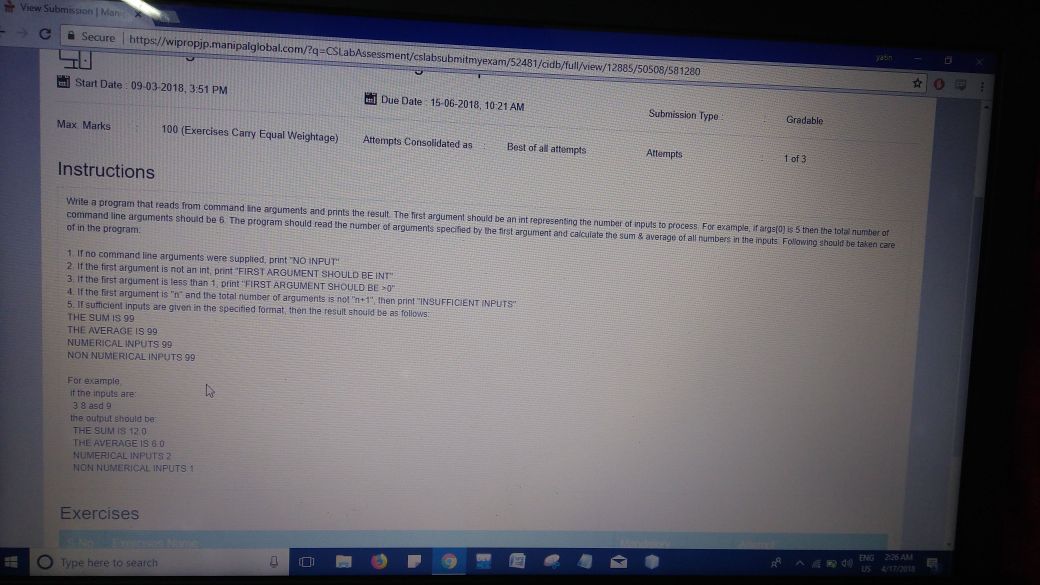 View Submission | Mani
yatin
Secure | https://wipropjp.manipalglobal.com/?q=CSLabAssessment/cslabsubmitmyexam/52481/cidb/full/view/12885/50508/581280
Start Date : 09-03-2018, 3:51 PM
Due Date : 15-06-2018, 10:21 AM
Submission Type :
Gradable
Max. Marks :
100 (Exercises Carry Equal Weightage)
Attempts Consolidated as :
Best of all attempts
Attempts
1 of 3
Instructions
Write a program that reads from command line arguments and prints the result. The first argument should be an int representing the number of inputs to process. For example, if args[0] is 5 then the total number of
command line arguments should be 6. The program should read the number of arguments specified by the first argument and calculate the sum & average of all numbers in the inputs. Following should be taken care
of in the program:
1. If no command line arguments were supplied, print "NO INPUT"
2. If the first argument is not an int, print "FIRST ARGUMENT SHOULD BE INT"
3. If the first argument is less than 1, print "FIRST ARGUMENT SHOULD BE >0"
4. If the first argument is "n" and the total number of arguments is not "n+1", then print "INSUFFICIENT INPUTS"
5. If sufficient inputs are given in the specified format, then the result should be as follows:
THE SUM IS 99
THE AVERAGE IS 99
NUMERICAL INPUTS 99
NON NUMERICAL INPUTS 99
For example,
if the inputs are:
3 8 asd 9
the output should be:
THE SUM IS 12.0
THE AVERAGE IS 6.0
NUMERICAL INPUTS 2
NON NUMERICAL INPUTS 1
Exercises
S.No Exercises Name Mandatory Attempt
Type here to search
ENG 2:26 AM
US 4/17/2018